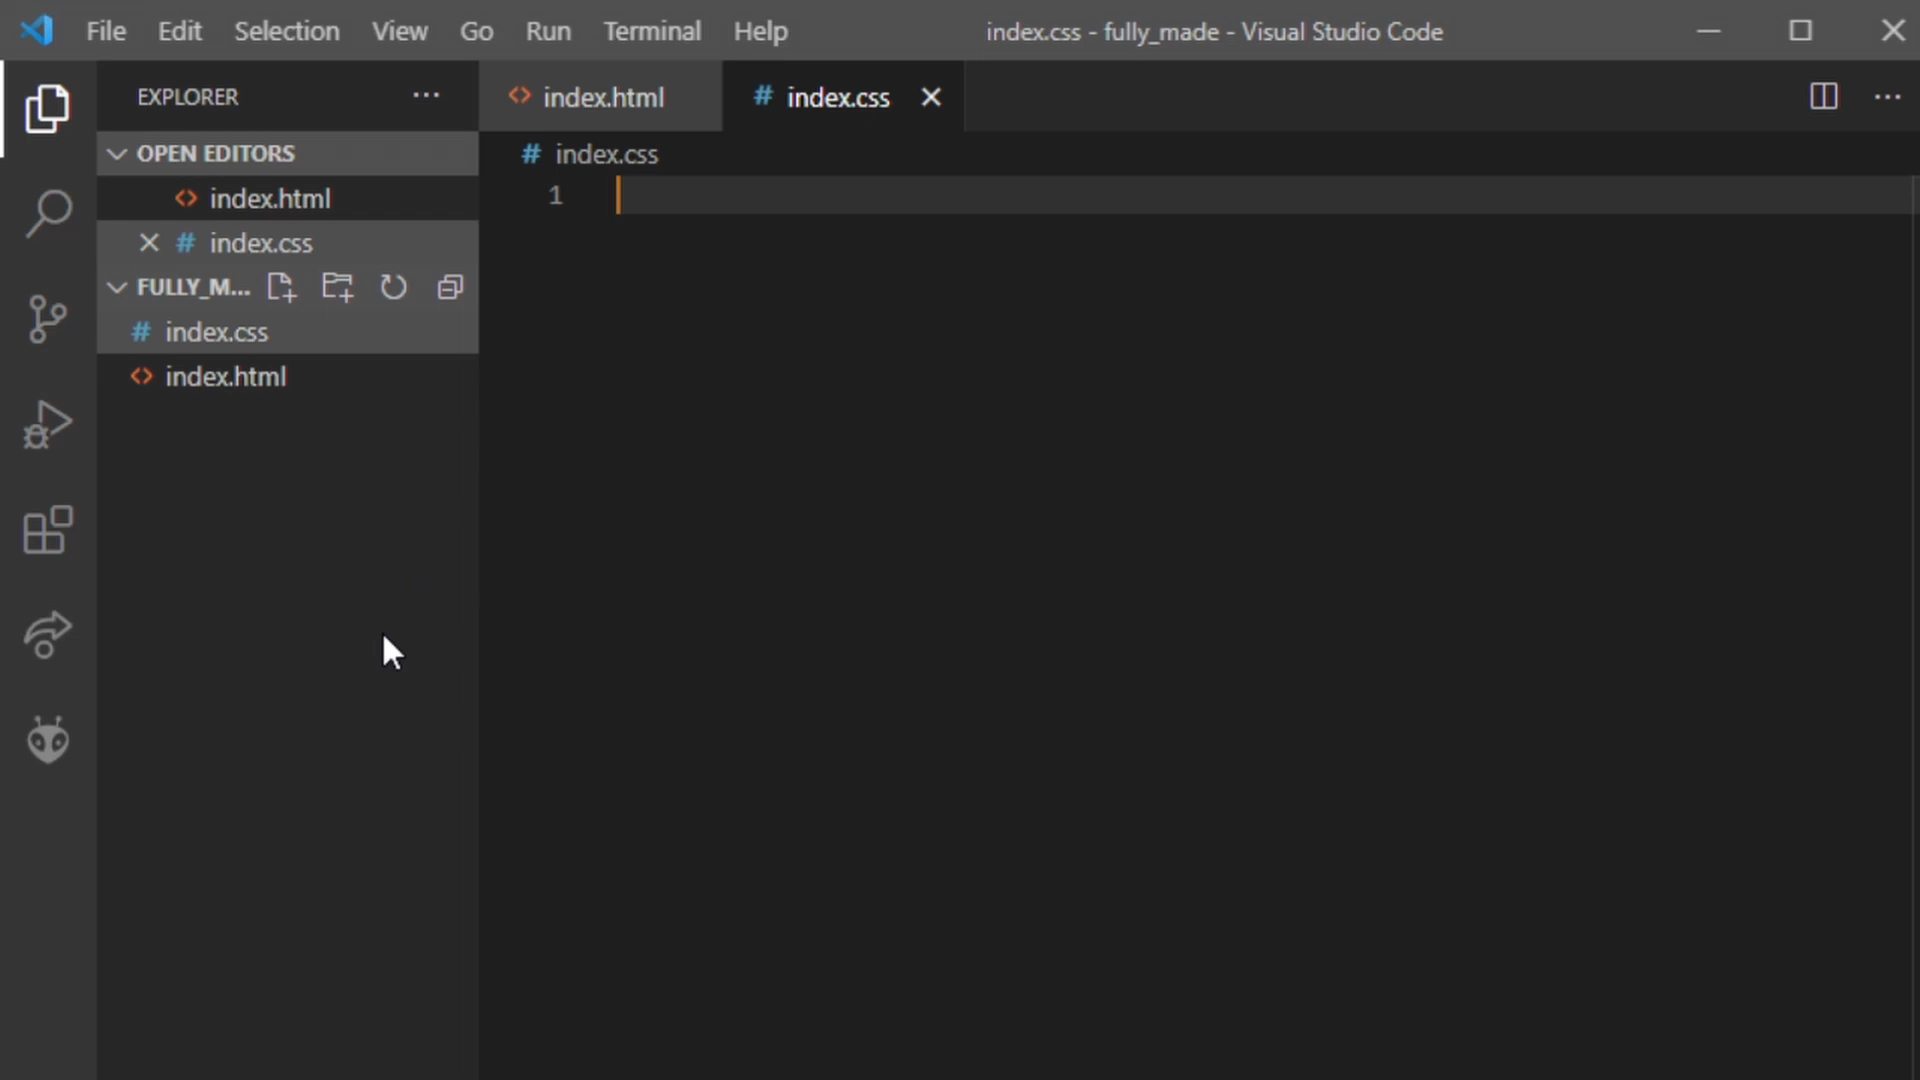 File Edit Selection View Go Run Terminal Help index.css - fully_made - Visual Studio Code
EXPLORER
index.html
index.css
OPEN EDITORS
index.html
index.css
FULLY_M...
index.css
index.html
# index.css
1